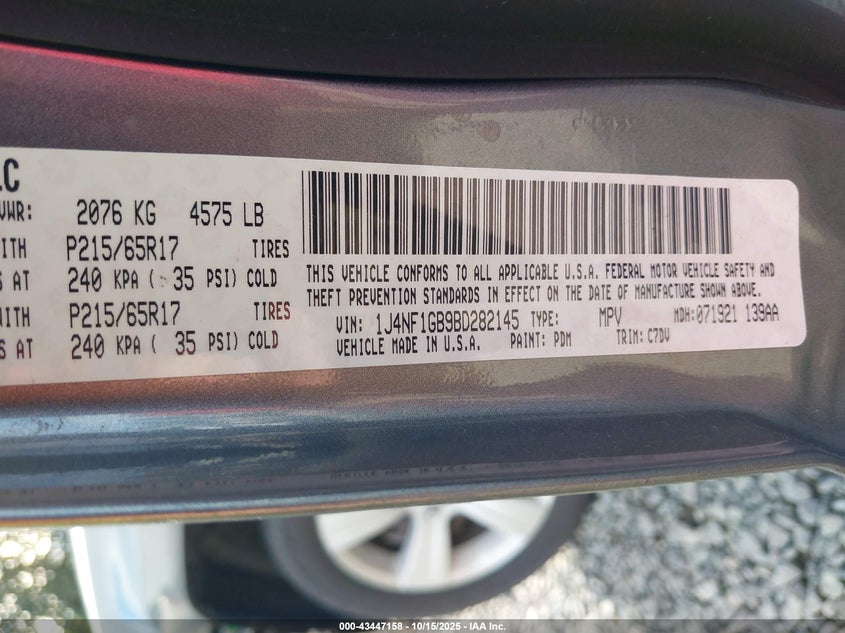 LC
VWR: 2076 KG 4575 LB
WITH P215/65R17 TIRES
S AT 240 KPA ( 35 PSI) COLD
WITH P215/65R17 TIRES
S AT 240 KPA ( 35 PSI) COLD
THIS VEHICLE CONFORMS TO ALL APPLICABLE U.S.A. FEDERAL MOTOR VEHICLE SAFETY AND
THEFT PREVENTION STANDARDS IN EFFECT ON THE DATE OF MANUFACTURE SHOWN ABOVE.
VIN: 1J4NF1GB9BD282145 TYPE: MPV MDH:071921 139AA
VEHICLE MADE IN U.S.A. PAINT: PDM TRIM: C7DV
000-43447158 - 10/15/2025 - IAA Inc.